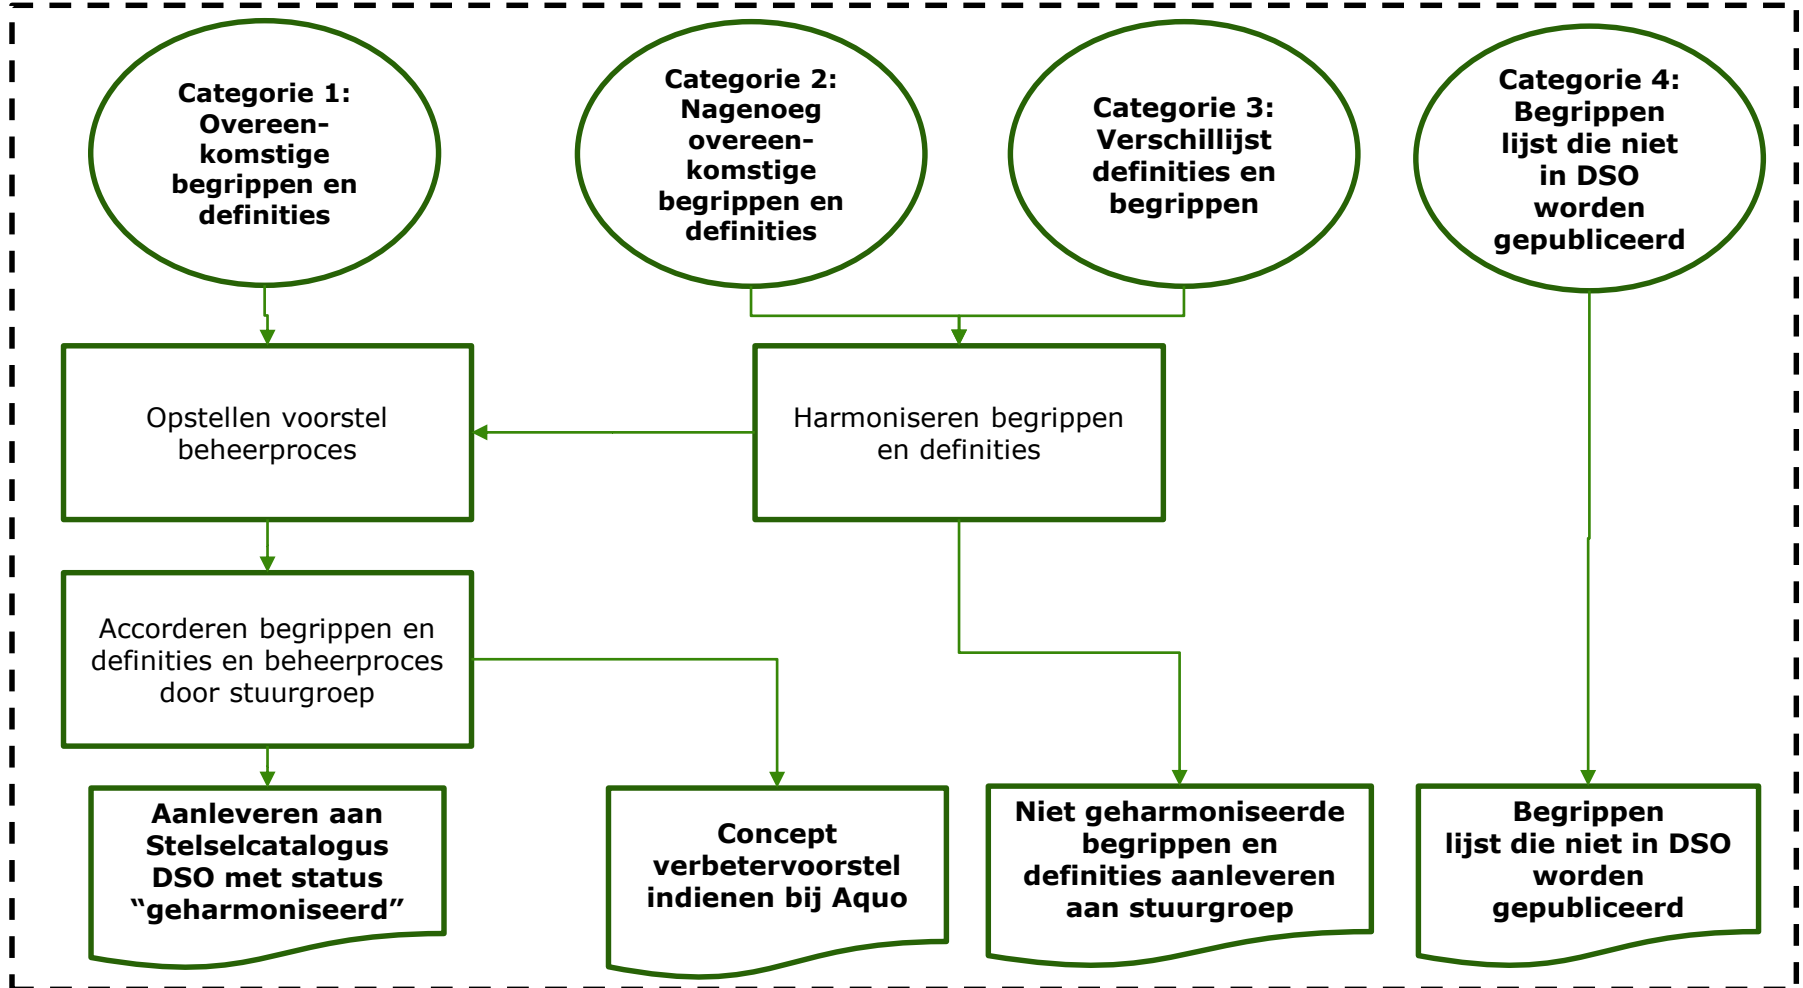 Categorie 1:
Overeen-
komstige
begrippen en
definities
Categorie 2:
Nagenoeg
overeen-
komstige
begrippen en
definities
Categorie 3:
Verschillijst
definities en
begrippen
Categorie 4:
Begrippen
lijst die niet
in DSO
worden
gepubliceerd
Opstellen voorstel
beheerproces
Harmoniseren begrippen
en definities
Accorderen begrippen en
definities en beheerproces
door stuurgroep
Aanleveren aan
Stelselcatalogus
DSO met status
“geharmoniseerd”
Concept
verbetervoorstel
indienen bij Aquo
Niet geharmoniseerde
begrippen en
definities aanleveren
aan stuurgroep
Begrippen
lijst die niet in DSO
worden
gepubliceerd